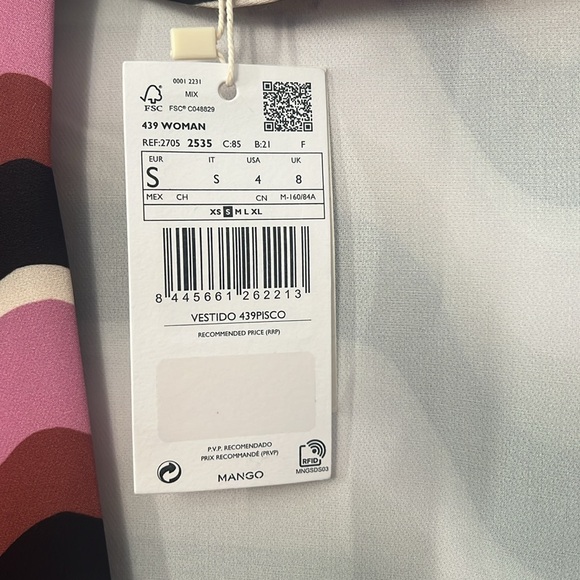 0001 2231
MIX
FSC
FSC® C048829
439 WOMAN
REF:2705 2535 C:85 B:21 F
EUR IT USA UK
S S 4 8
MEX CH CN M-160/84A
XS S M L XL
8 445661 262213
VESTIDO 439PISCO
RECOMMENDED PRICE (RRP)
P.V.P. RECOMENDADO
PRIX RECOMMANDÉ (PRVP)
RFID
MNGSDS03
MANGO